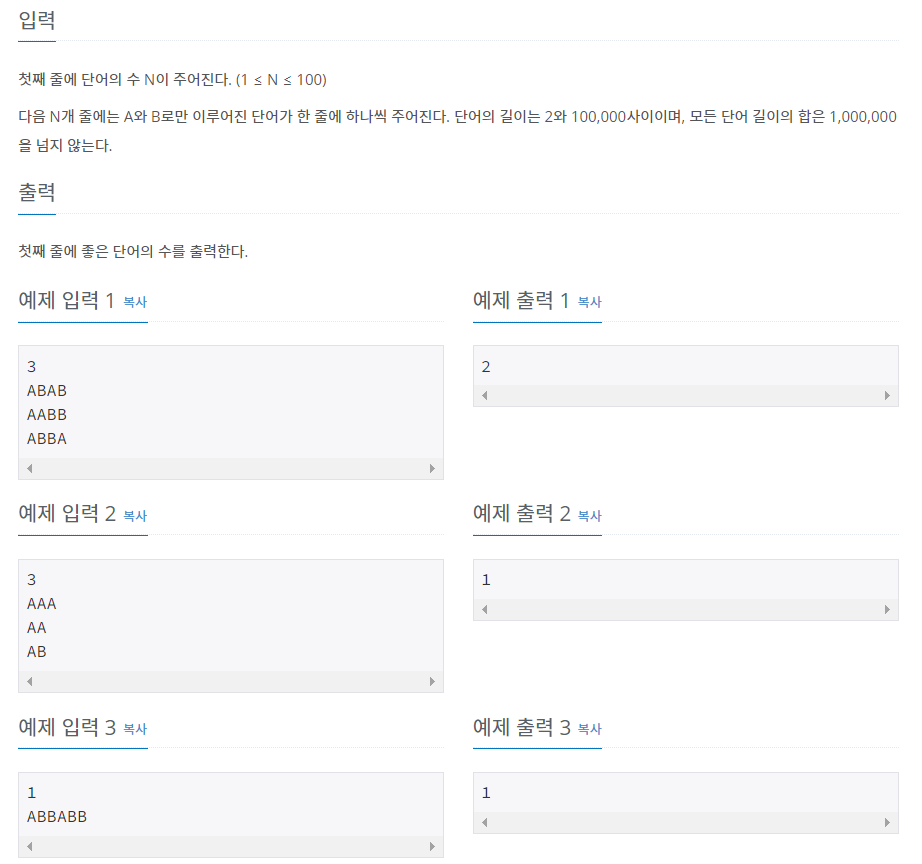 입력
첫째 줄에 단어의 수 N이 주어진다. (1 ≤ N ≤ 100)
다음 N개 줄에는 A와 B로만 이루어진 단어가 한 줄에 하나씩 주어진다. 단어의 길이는 2와 100,000사이이며, 모든 단어 길이의 합은 1,000,000
을 넘지 않는다.
출력
첫째 줄에 좋은 단어의 수를 출력한다.
예제 입력 1 복사
3
ABAB
AABB
ABBA
예제 출력 1 복사
2
예제 입력 2 복사
3
AAA
AA
AB
예제 출력 2 복사
1
예제 입력 3 복사
1
ABBABB
예제 출력 3 복사
1